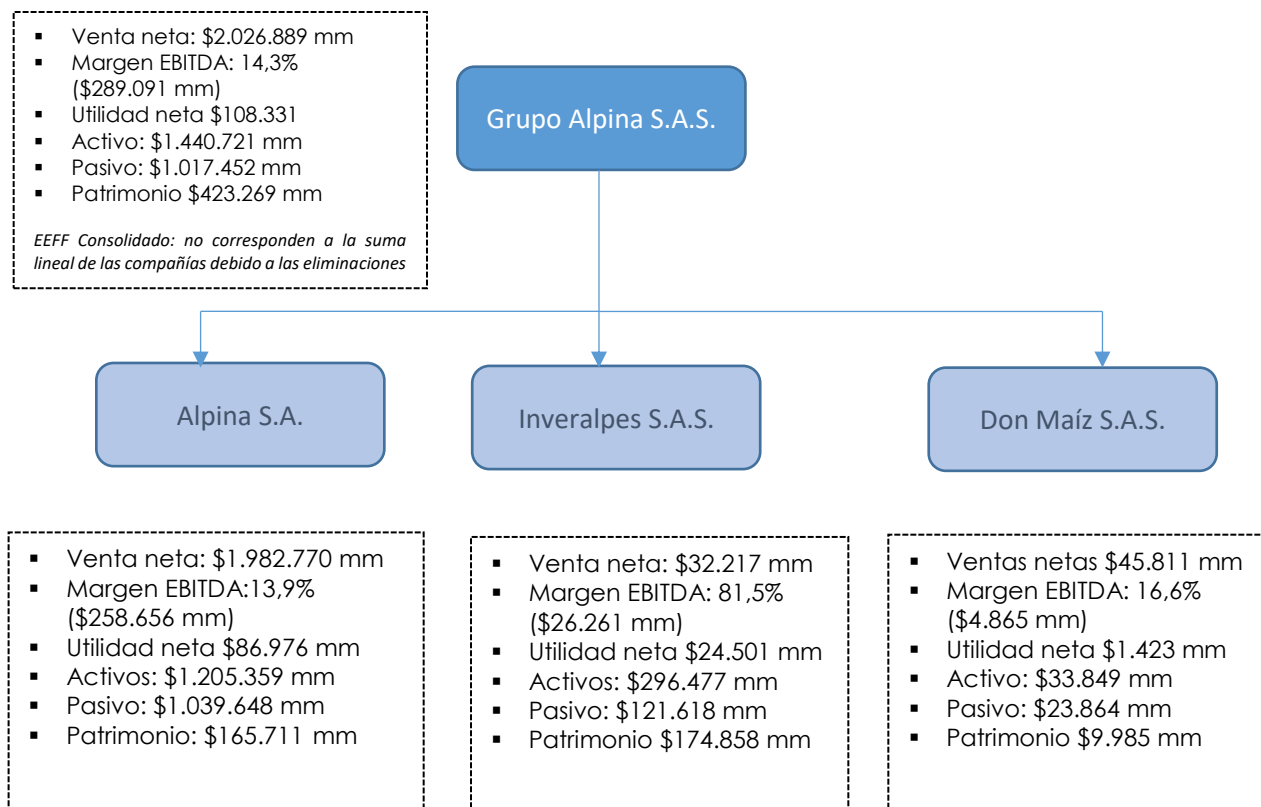 ▪ Venta neta: $2.026.889 mm
▪ Margen EBITDA: 14,3%
($289.091 mm)
▪ Utilidad neta $108.331
▪ Activo: $1.440.721 mm
▪ Pasivo: $1.017.452 mm
▪ Patrimonio $423.269 mm
EEFF Consolidado: no corresponden a la suma
lineal de las compañías debido a las eliminaciones
Grupo Alpina S.A.S.
Alpina S.A.
Inveralpes S.A.S.
Don Maíz S.A.S.
▪ Venta neta: $1.982.770 mm
▪ Margen EBITDA:13,9%
($258.656 mm)
▪ Utilidad neta $86.976 mm
▪ Activos: $1.205.359 mm
▪ Pasivo: $1.039.648 mm
▪ Patrimonio: $165.711 mm
▪ Venta neta: $32.217 mm
▪ Margen EBITDA: 81,5%
($26.261 mm)
▪ Utilidad neta $24.501 mm
▪ Activos: $296.477 mm
▪ Pasivo: $121.618 mm
▪ Patrimonio $174.858 mm
▪ Ventas netas $45.811 mm
▪ Margen EBITDA: 16,6%
($4.865 mm)
▪ Utilidad neta $1.423 mm
▪ Activo: $33.849 mm
▪ Pasivo: $23.864 mm
▪ Patrimonio $9.985 mm